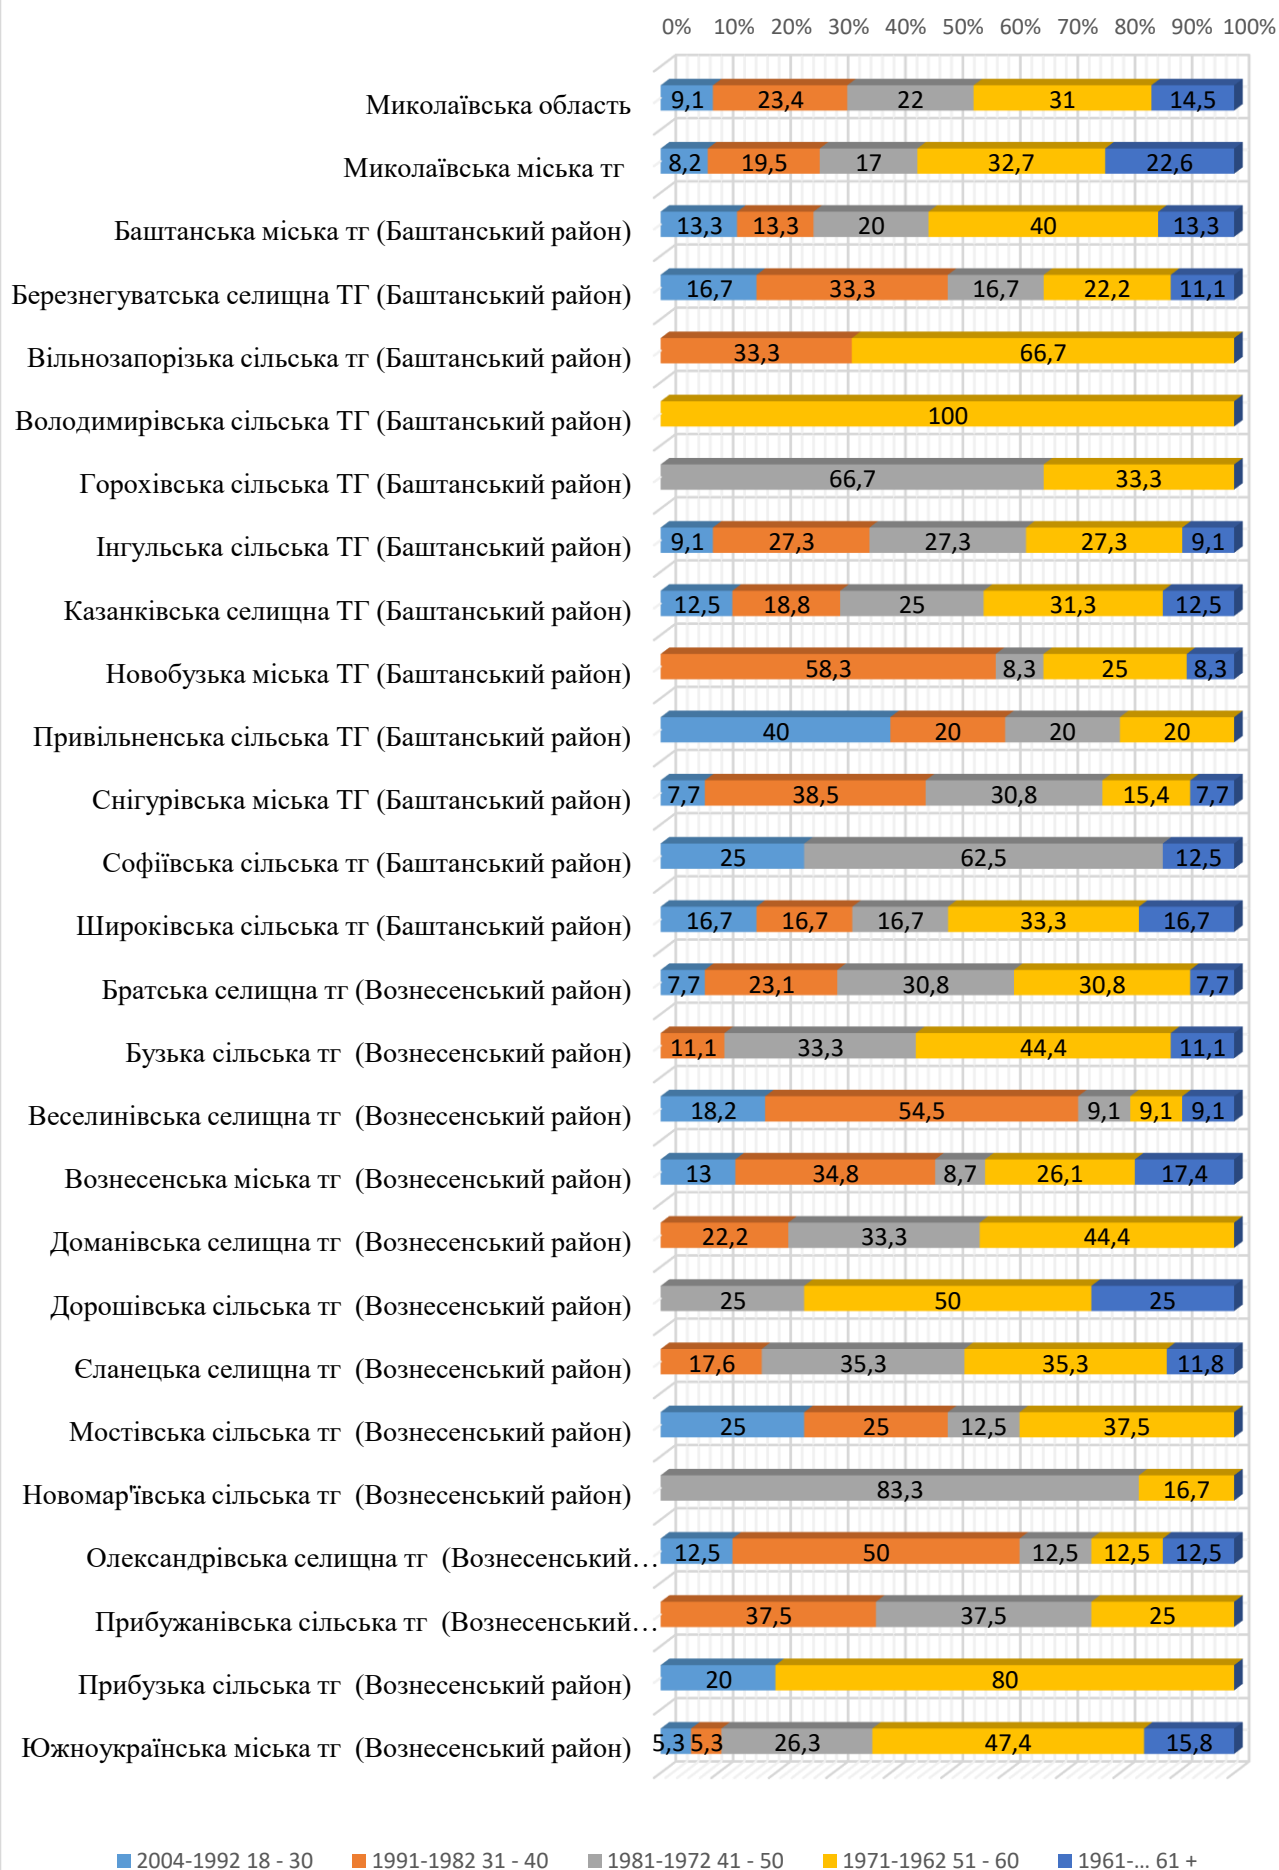 0% 10% 20% 30% 40% 50% 60% 70% 80% 90% 100%
Миколаївська область 9,1 23,4 22 31 14,5
Миколаївська міська тг 8,2 19,5 17 32,7 22,6
Баштанська міська тг (Баштанський район) 13,3 13,3 20 40 13,3
Березнегуватська селищна ТГ (Баштанський район) 16,7 33,3 16,7 22,2 11,1
Вільнозапорізька сільська тг (Баштанський район) 33,3 66,7
Володимирівська сільська ТГ (Баштанський район) 100
Горохівська сільська ТГ (Баштанський район) 66,7 33,3
Інгульська сільська ТГ (Баштанський район) 9,1 27,3 27,3 27,3 9,1
Казанківська селищна ТГ (Баштанський район) 12,5 18,8 25 31,3 12,5
Новобузька міська ТГ (Баштанський район) 58,3 8,3 25 8,3
Привільненська сільська ТГ (Баштанський район) 40 20 20 20
Снігурівська міська ТГ (Баштанський район) 7,7 38,5 30,8 15,4 7,7
Софіївська сільська тг (Баштанський район) 25 62,5 12,5
Широківська сільська тг (Баштанський район) 16,7 16,7 16,7 33,3 16,7
Братська селищна тг (Вознесенський район) 7,7 23,1 30,8 30,8 7,7
Бузька сільська тг (Вознесенський район) 11,1 33,3 44,4 11,1
Веселинівська селищна тг (Вознесенський район) 18,2 54,5 9,1 9,1 9,1
Вознесенська міська тг (Вознесенський район) 13 34,8 8,7 26,1 17,4
Доманівська селищна тг (Вознесенський район) 22,2 33,3 44,4
Дорошівська сільська тг (Вознесенський район) 25 50 25
Єланецька селищна тг (Вознесенський район) 17,6 35,3 35,3 11,8
Мостівська сільська тг (Вознесенський район) 25 25 12,5 37,5
Новомар'ївська сільська тг (Вознесенський район) 83,3 16,7
Олександрівська селищна тг (Вознесенський… 12,5 50 12,5 12,5 12,5
Прибужанівська сільська тг (Вознесенський… 37,5 37,5 25
Прибузька сільська тг (Вознесенський район) 20 80
Южноукраїнська міська тг (Вознесенський район) 5,3 5,3 26,3 47,4 15,8
2004-1992 18 - 30 1991-1982 31 - 40 1981-1972 41 - 50 1971-1962 51 - 60 1961-... 61 +